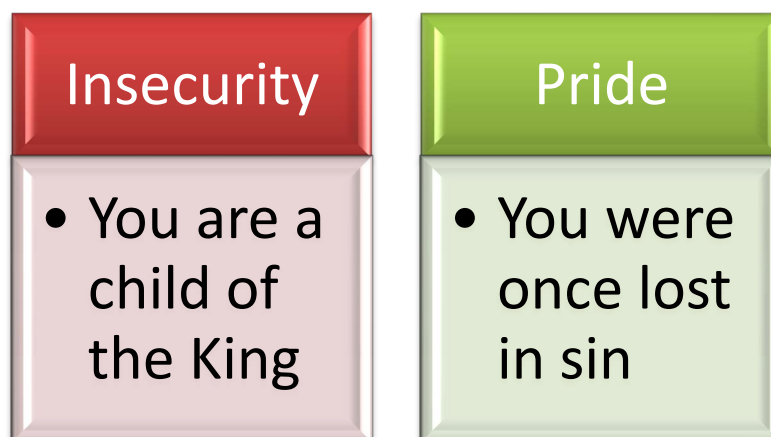 Insecurity
• You are a
child of
the King
Pride
• You were
once lost
in sin